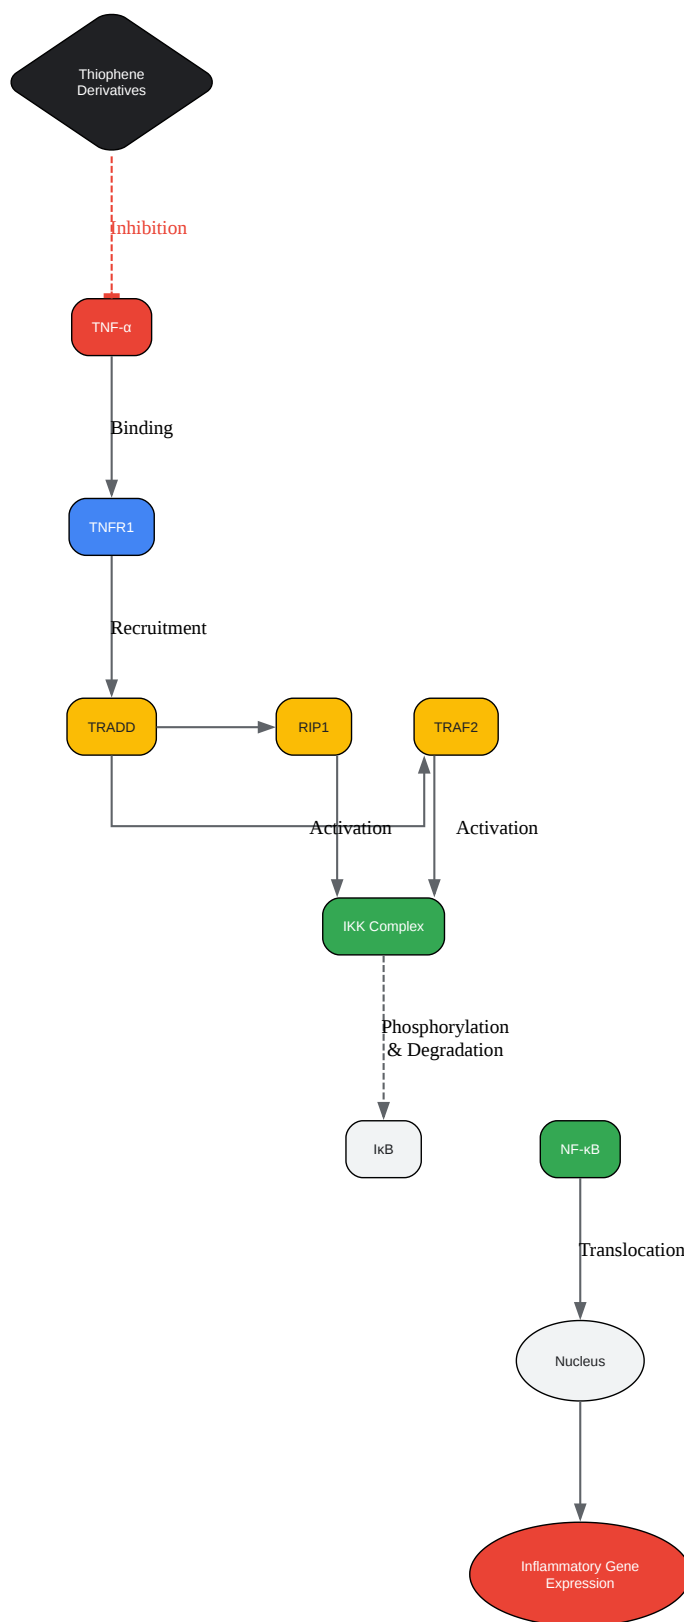 Thiophene
Derivatives
Inhibition
TNF-α
Binding
TNFR1
Recruitment
TRADD
RIP1
TRAF2
Activation
Activation
IKK Complex
Phosphorylation
& Degradation
IκB
NF-κB
Translocation
Nucleus
Inflammatory Gene
Expression